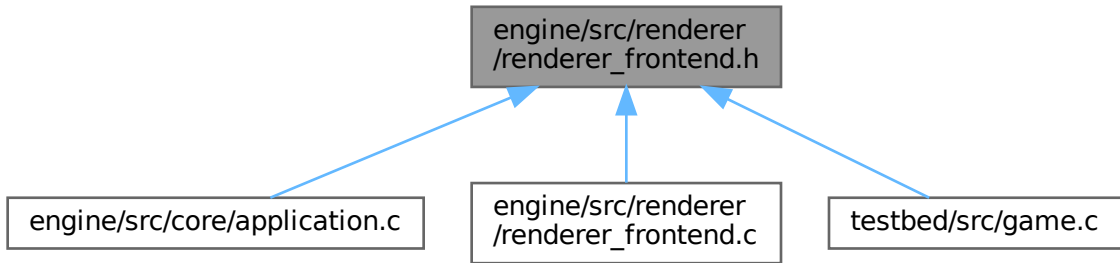 engine/src/renderer
/renderer_frontend.h
engine/src/core/application.c
engine/src/renderer
/renderer_frontend.c
testbed/src/game.c